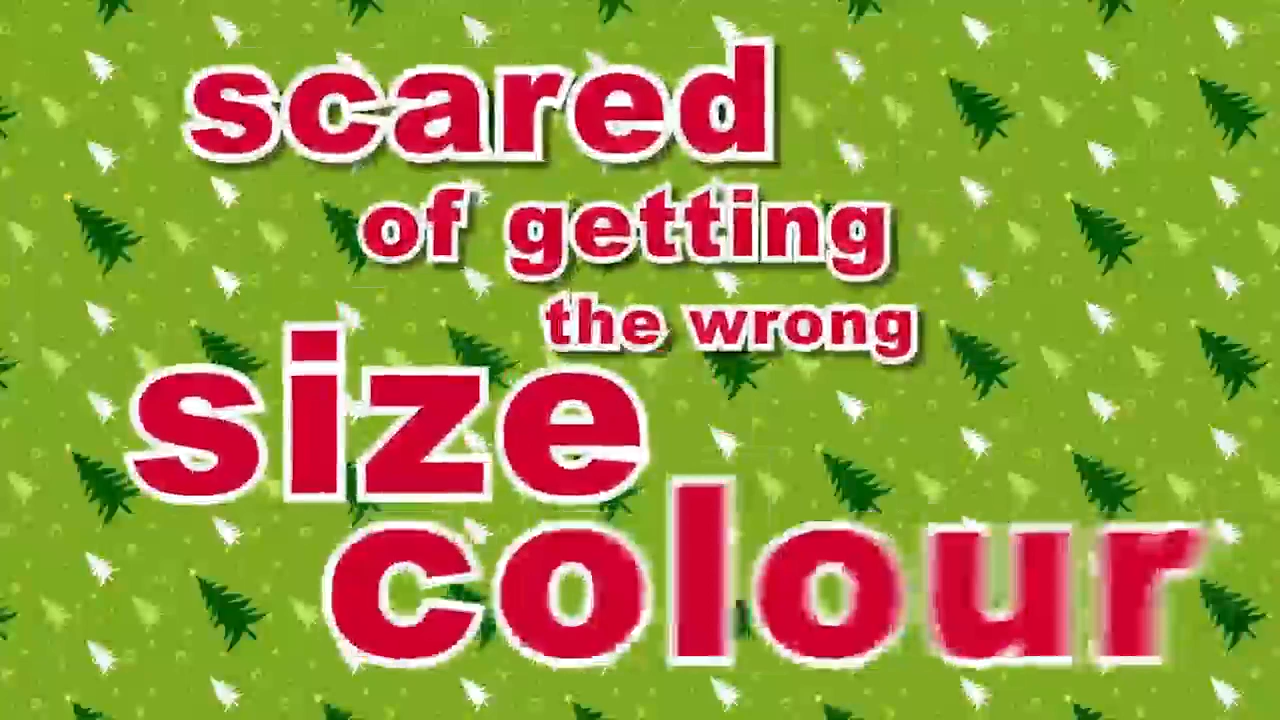 scared
of getting
the wrong
size
colour